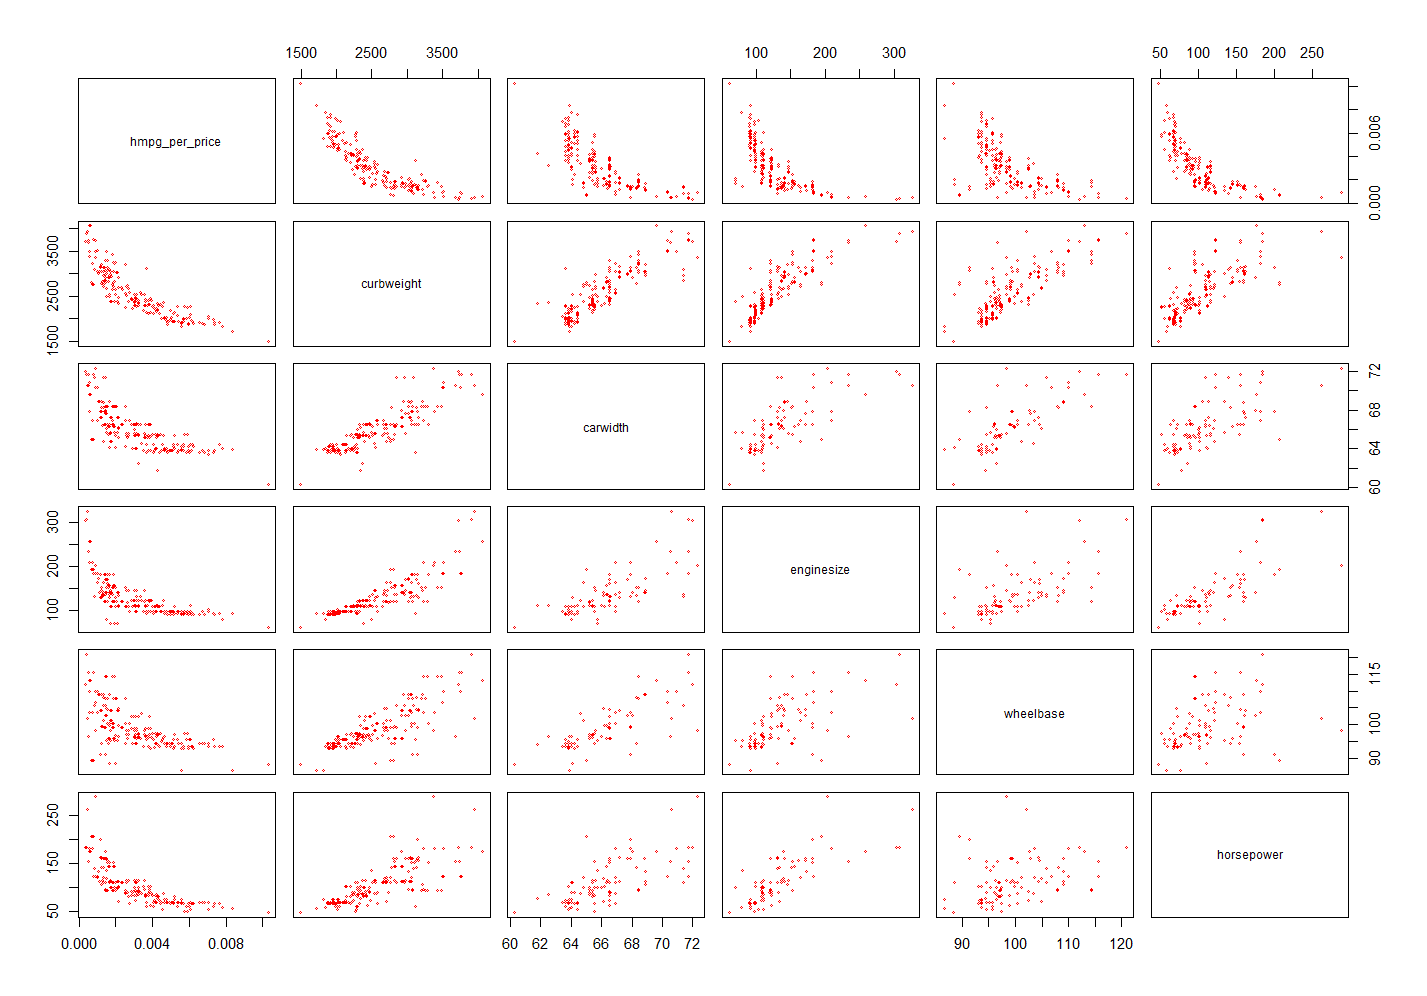 1500 2500 3500
100 200 300
50 100 150 200 250
hmpg_per_price
0.000 0.006
1500 2500 3500
curbweight
carwidth
60 64 68 72
100 200 300
enginesize
wheelbase
90 100 115
50 150 250
horsepower
0.000 0.004 0.008
60 62 64 66 68 70 72
90 100 110 120